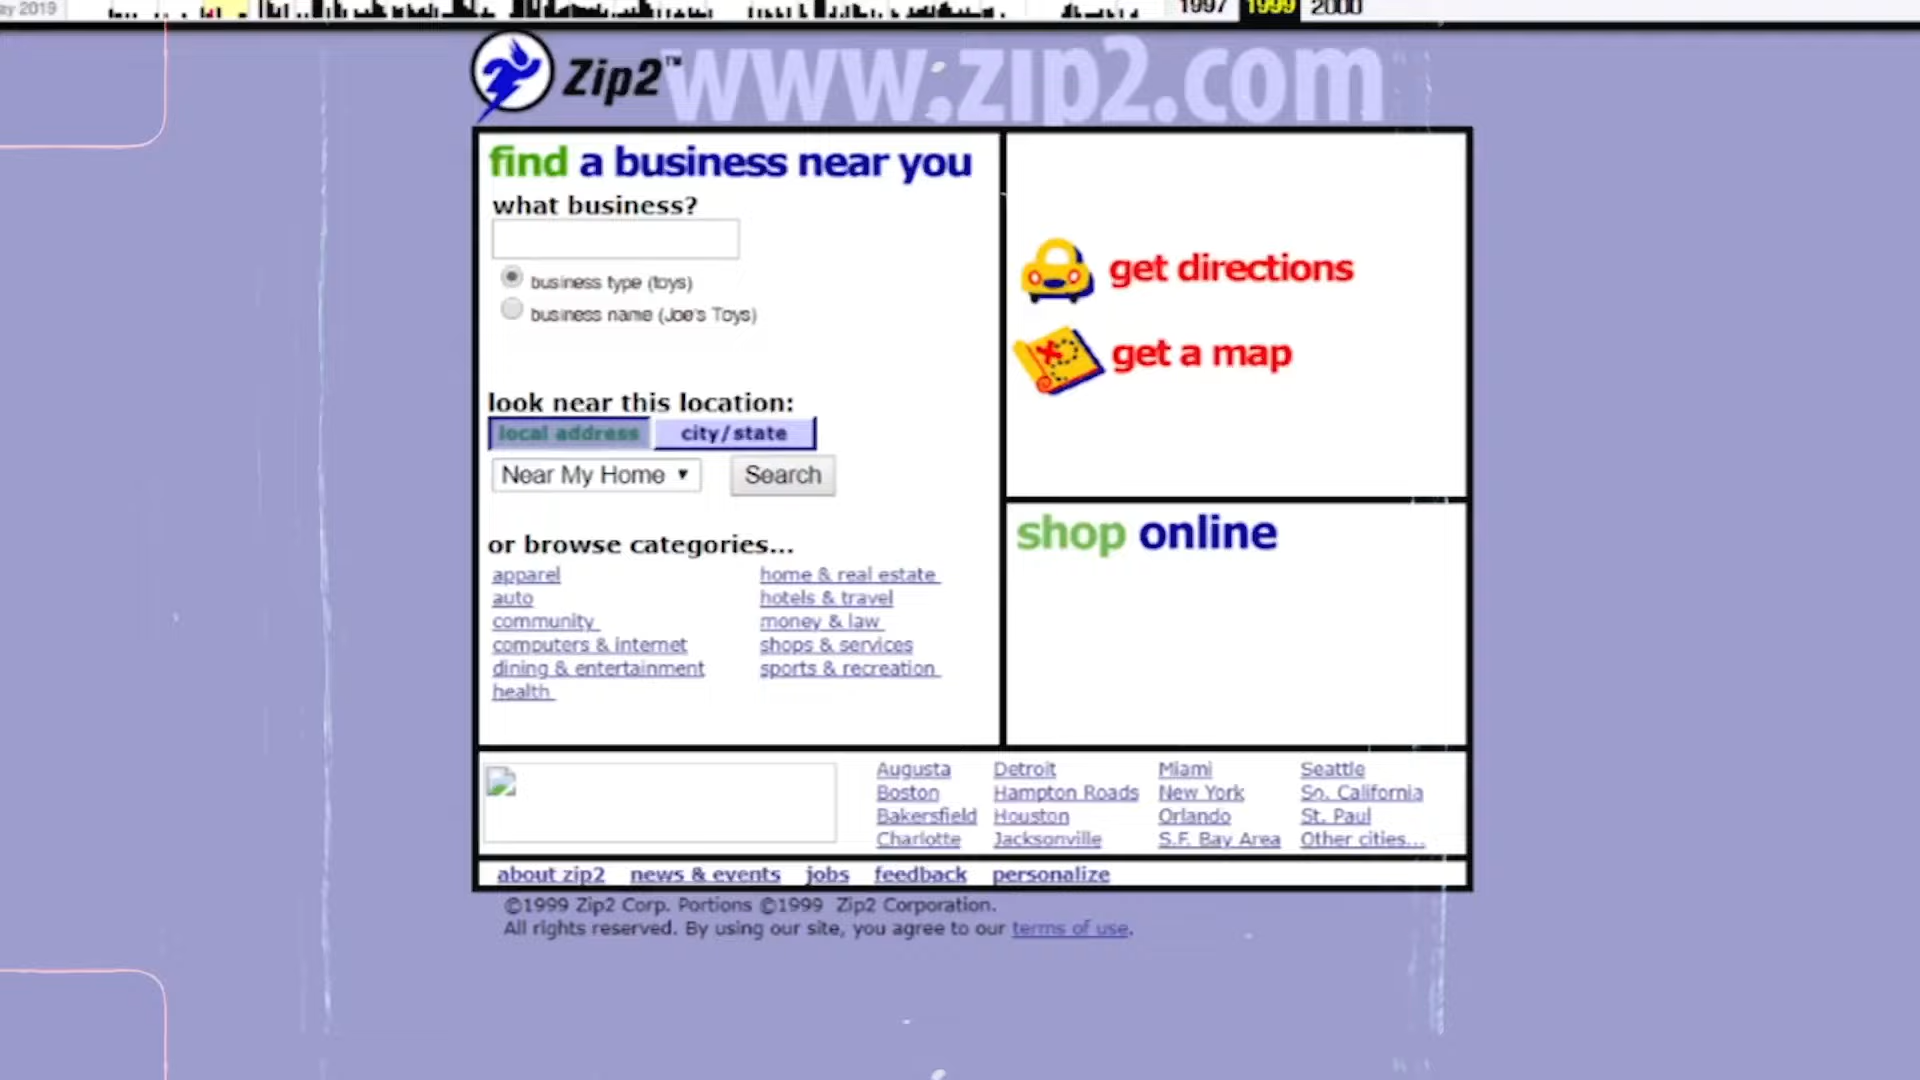 ay 2019
1997 1999 2000
Zip2™ www.zip2.com
find a business near you
what business?
business type (toys)
business name (Joe's Toys)
get directions
get a map
look near this location:
local address city/state
Near My Home ▼ Search
shop online
or browse categories...
apparel home & real estate
auto hotels & travel
community money & law
computers & internet shops & services
dining & entertainment sports & recreation
health
Augusta Detroit Miami Seattle
Boston Hampton Roads New York So. California
Bakersfield Houston Orlando St. Paul
Charlotte Jacksonville S.F. Bay Area Other cities...
about zip2 news & events jobs feedback personalize
©1999 Zip2 Corp. Portions ©1999 Zip2 Corporation.
All rights reserved. By using our site, you agree to our terms of use.